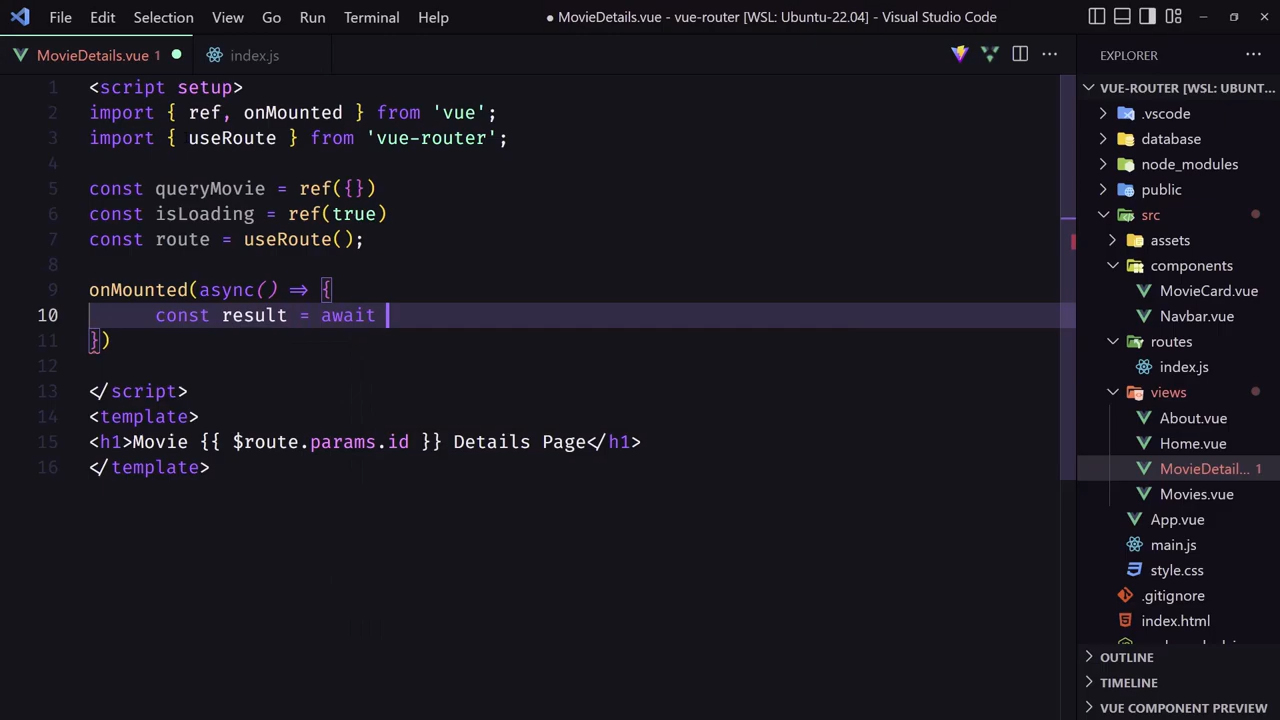 File Edit Selection View Go Run Terminal Help ● MovieDetails.vue - vue-router [WSL: Ubuntu-22.04] - Visual Studio Code
MovieDetails.vue 1
index.js
1 <script setup>
2 import { ref, onMounted } from 'vue';
3 import { useRoute } from 'vue-router';
4
5 const queryMovie = ref({})
6 const isLoading = ref(true)
7 const route = useRoute();
8
9 onMounted(async() => {
10 const result = await
11 })
12
13 </script>
14 <template>
15 <h1>Movie {{ $route.params.id }} Details Page</h1>
16 </template>
EXPLORER
VUE-ROUTER [WSL: UBUNT...
.vscode
database
node_modules
public
src
assets
components
MovieCard.vue
Navbar.vue
routes
index.js
views
About.vue
Home.vue
MovieDetail... 1
Movies.vue
App.vue
main.js
style.css
.gitignore
index.html
OUTLINE
TIMELINE
VUE COMPONENT PREVIEW